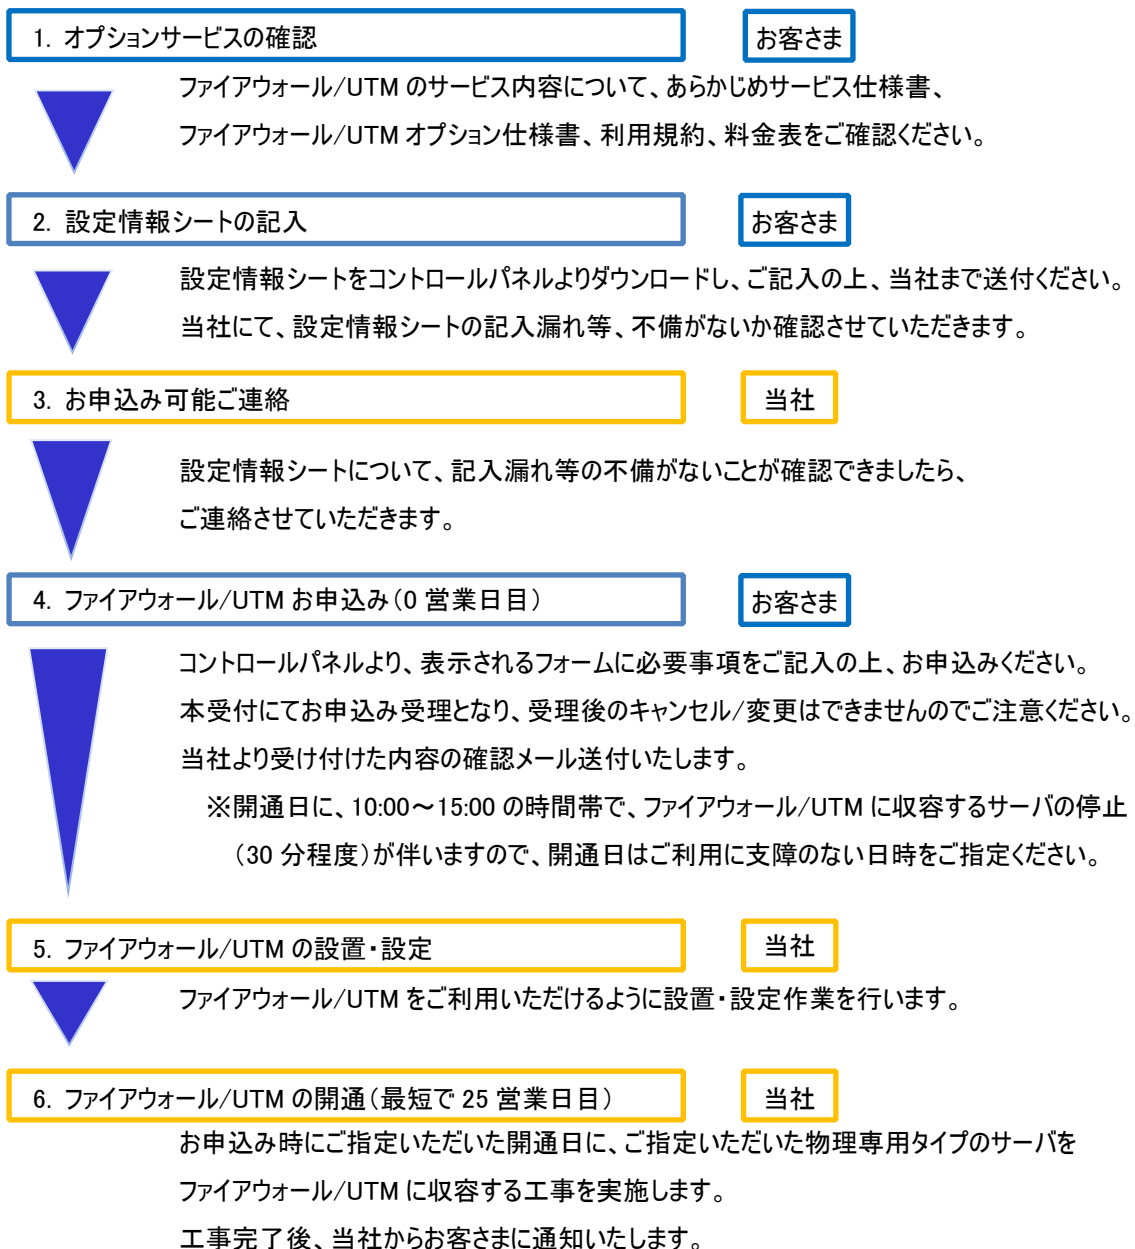 1. オプションサービスの確認
お客さま
ファイアウォール/UTM のサービス内容について、あらかじめサービス仕様書、
ファイアウォール/UTM オプション仕様書、利用規約、料金表をご確認ください。
2. 設定情報シートの記入
お客さま
設定情報シートをコントロールパネルよりダウンロードし、ご記入の上、当社まで送付ください。
当社にて、設定情報シートの記入漏れ等、不備がないか確認させていただきます。
3. お申込み可能ご連絡
当社
設定情報シートについて、記入漏れ等の不備がないことが確認できましたら、
ご連絡させていただきます。
4. ファイアウォール/UTM お申込み(0 営業日目)
お客さま
コントロールパネルより、表示されるフォームに必要事項をご記入の上、お申込みください。
本受付にてお申込み受理となり、受理後のキャンセル/変更はできませんのでご注意ください。
当社より受け付けた内容の確認メール送付いたします。
※開通日に、10:00～15:00 の時間帯で、ファイアウォール/UTM に収容するサーバの停止
(30 分程度)が伴いますので、開通日はご利用に支障のない日時をご指定ください。
5. ファイアウォール/UTM の設置・設定
当社
ファイアウォール/UTM をご利用いただけるように設置・設定作業を行います。
6. ファイアウォール/UTM の開通(最短で 25 営業日目)
当社
お申込み時にご指定いただいた開通日に、ご指定いただいた物理専用タイプのサーバを
ファイアウォール/UTM に収容する工事を実施します。
工事完了後、当社からお客さまに通知いたします。